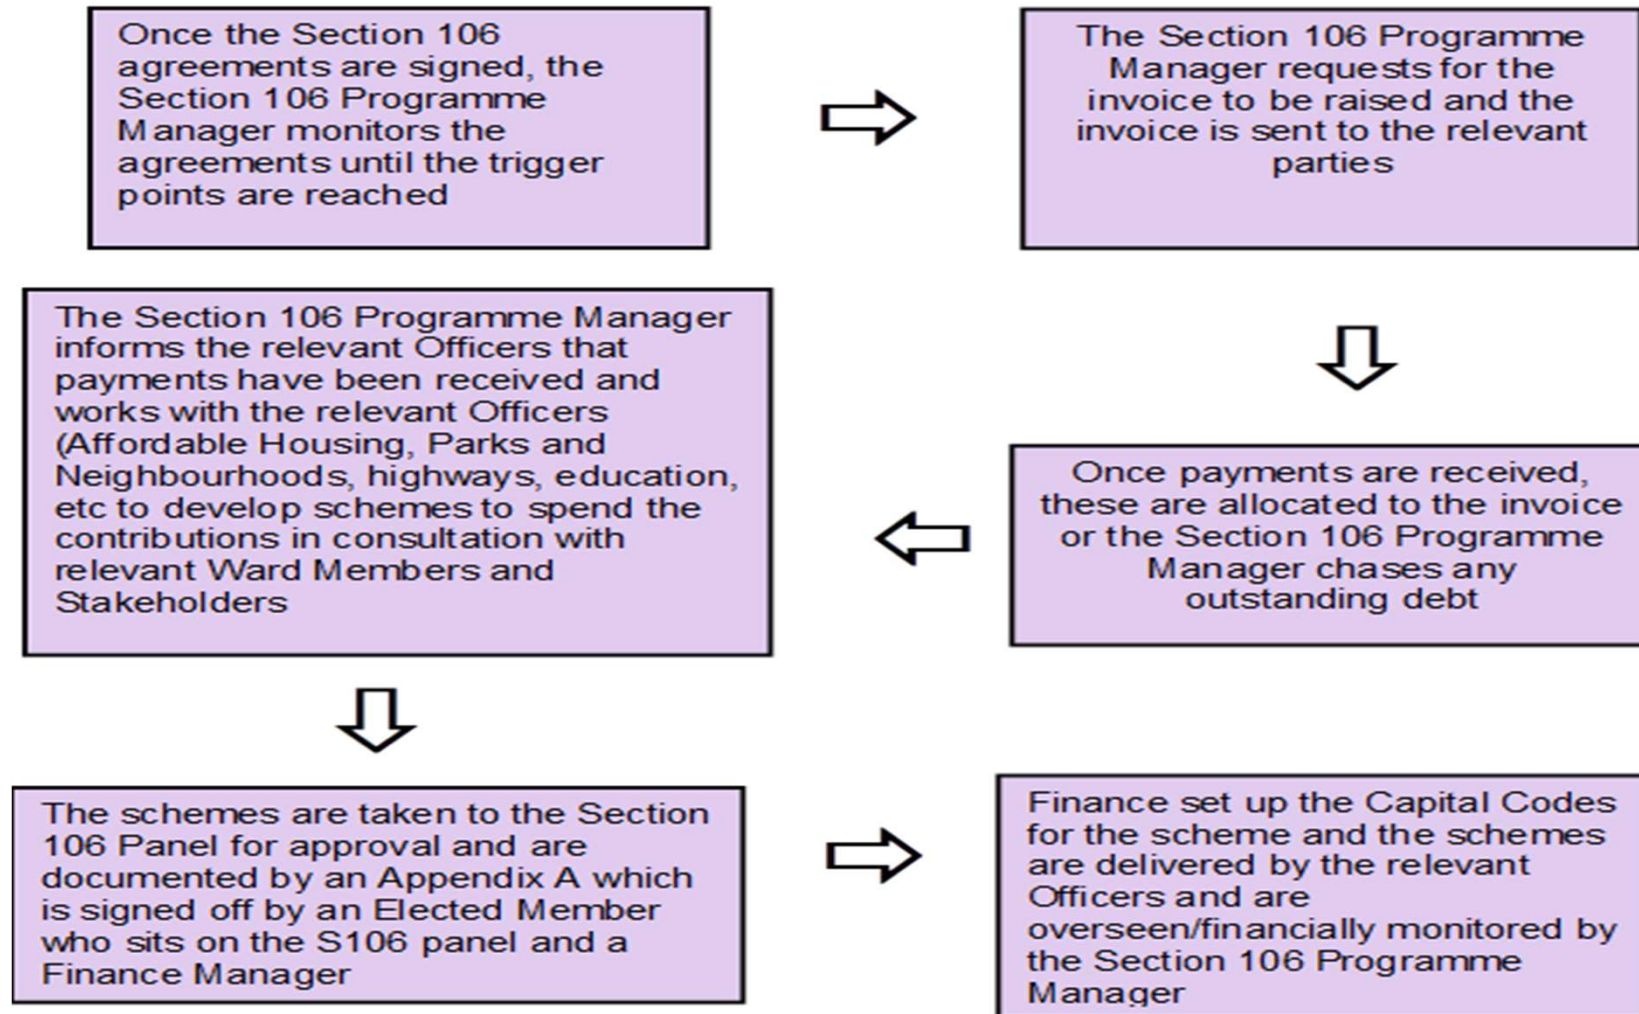 Once the Section 106
agreements are signed, the
Section 106 Programme
Manager monitors the
agreements until the trigger
points are reached
The Section 106 Programme
Manager requests for the
invoice to be raised and the
invoice is sent to the relevant
parties
Once payments are received,
these are allocated to the invoice
or the Section 106 Programme
Manager chases any
outstanding debt
The Section 106 Programme Manager
informs the relevant Officers that
payments have been received and
works with the relevant Officers
(Affordable Housing, Parks and
Neighbourhoods, highways, education,
etc to develop schemes to spend the
contributions in consultation with
relevant Ward Members and
Stakeholders
The schemes are taken to the Section
106 Panel for approval and are
documented by an Appendix A which
is signed off by an Elected Member
who sits on the S106 panel and a
Finance Manager
Finance set up the Capital Codes
for the scheme and the schemes
are delivered by the relevant
Officers and are
overseen/financially monitored by
the Section 106 Programme
Manager